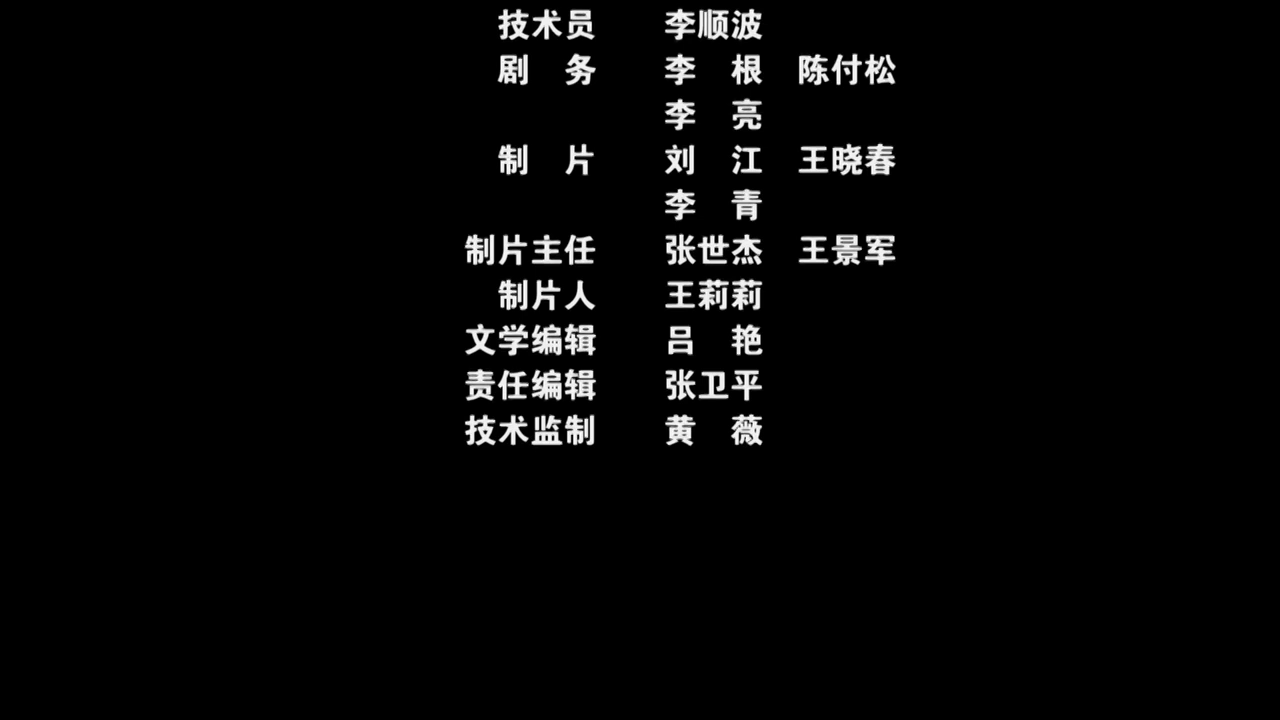 技术员 李顺波
剧 务 李 根 陈付松
李 亮
制 片 刘 江 王晓春
李 青
制片主任 张世杰 王景军
制片人 王莉莉
文学编辑 吕 艳
责任编辑 张卫平
技术监制 黄 薇